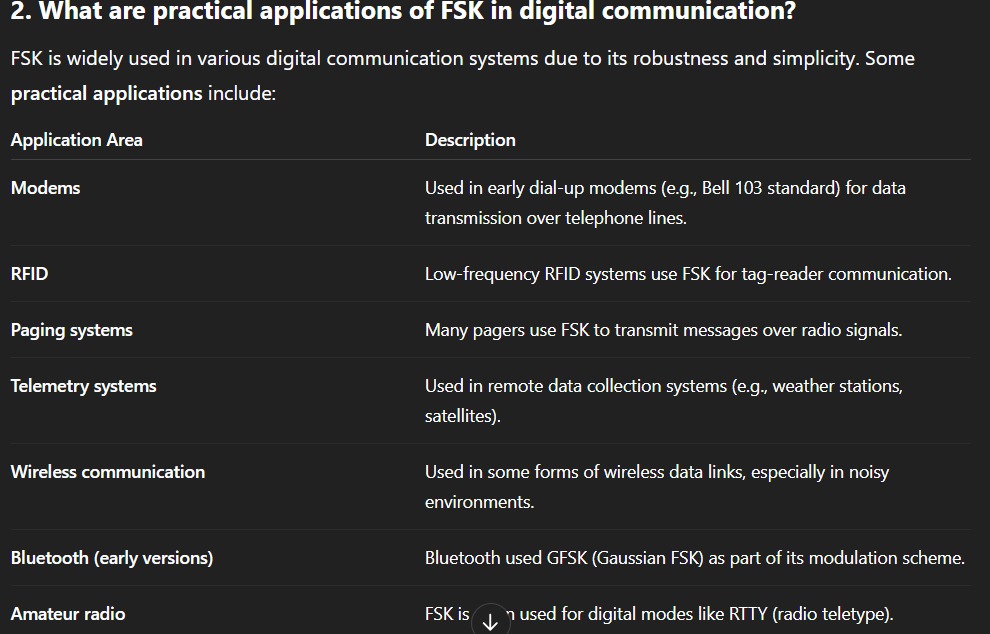 2. What are practical applications of FSK in digital communication?
FSK is widely used in various digital communication systems due to its robustness and simplicity. Some
practical applications include:
Application Area Description
Modems Used in early dial-up modems (e.g., Bell 103 standard) for data
transmission over telephone lines.
RFID Low-frequency RFID systems use FSK for tag-reader communication.
Paging systems Many pagers use FSK to transmit messages over radio signals.
Telemetry systems Used in remote data collection systems (e.g., weather stations,
satellites).
Wireless communication Used in some forms of wireless data links, especially in noisy
environments.
Bluetooth (early versions) Bluetooth used GFSK (Gaussian FSK) as part of its modulation scheme.
Amateur radio FSK is used for digital modes like RTTY (radio teletype).